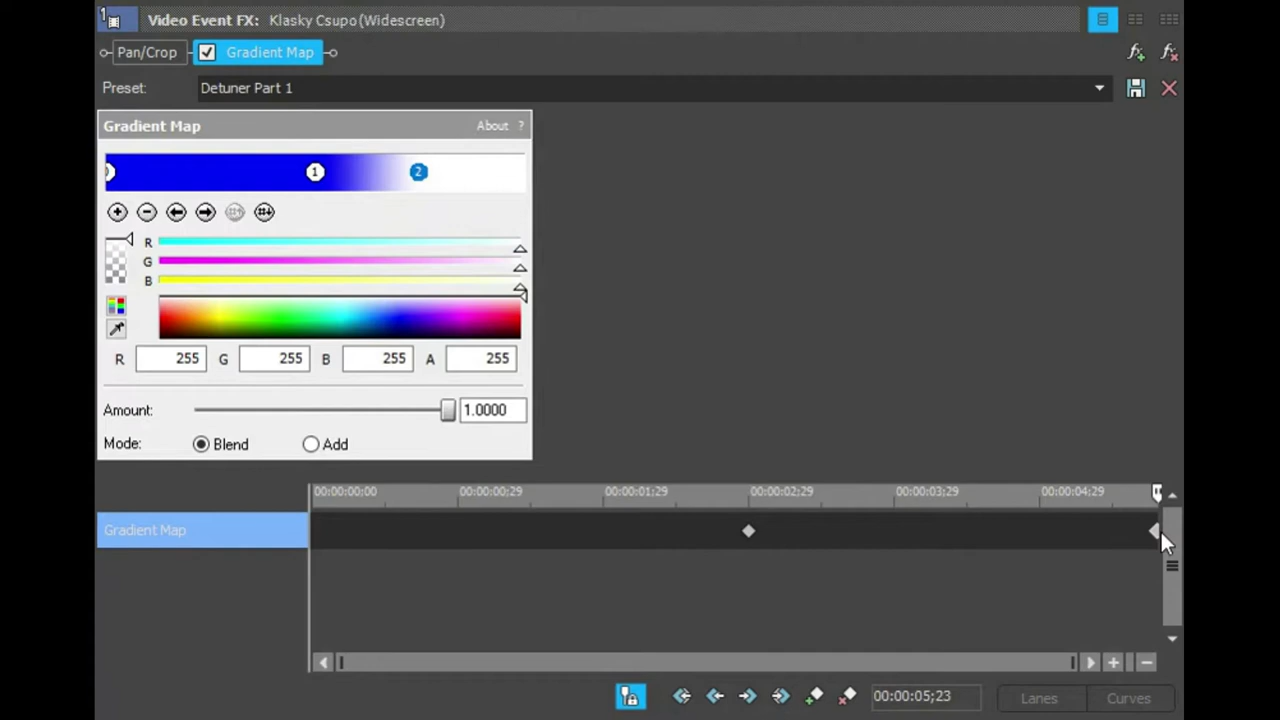 1 Video Event FX: Klasky Csupo(Widescreen)
Pan/Crop Gradient Map
Preset: Detuner Part 1
Gradient Map About ?
1 2
R
G
B
R 255 G 255 B 255 A 255
Amount: 1.0000
Mode: Blend Add
00:00:00;00 00:00:00;29 00:00:01;29 00:00:02;29 00:00:03;29 00:00:04;29
Gradient Map
00:00:05;23 Lanes Curves